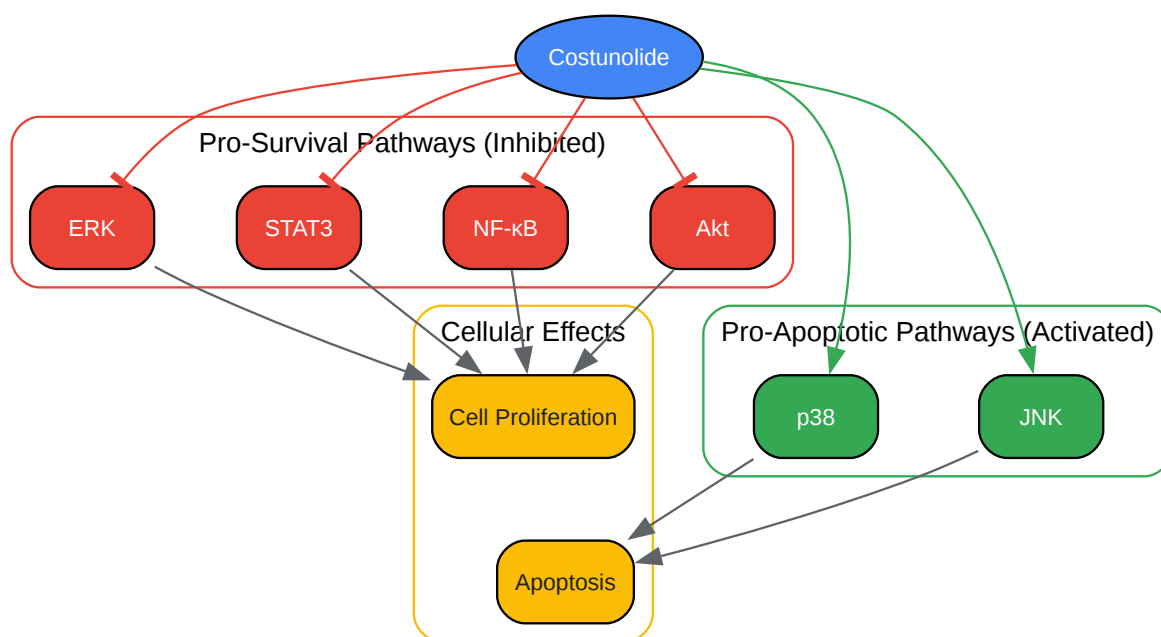 Costunolide
Pro-Survival Pathways (Inhibited)
ERK
STAT3
NF-κB
Akt
Cellular Effects
Pro-Apoptotic Pathways (Activated)
Cell Proliferation
p38
JNK
Apoptosis